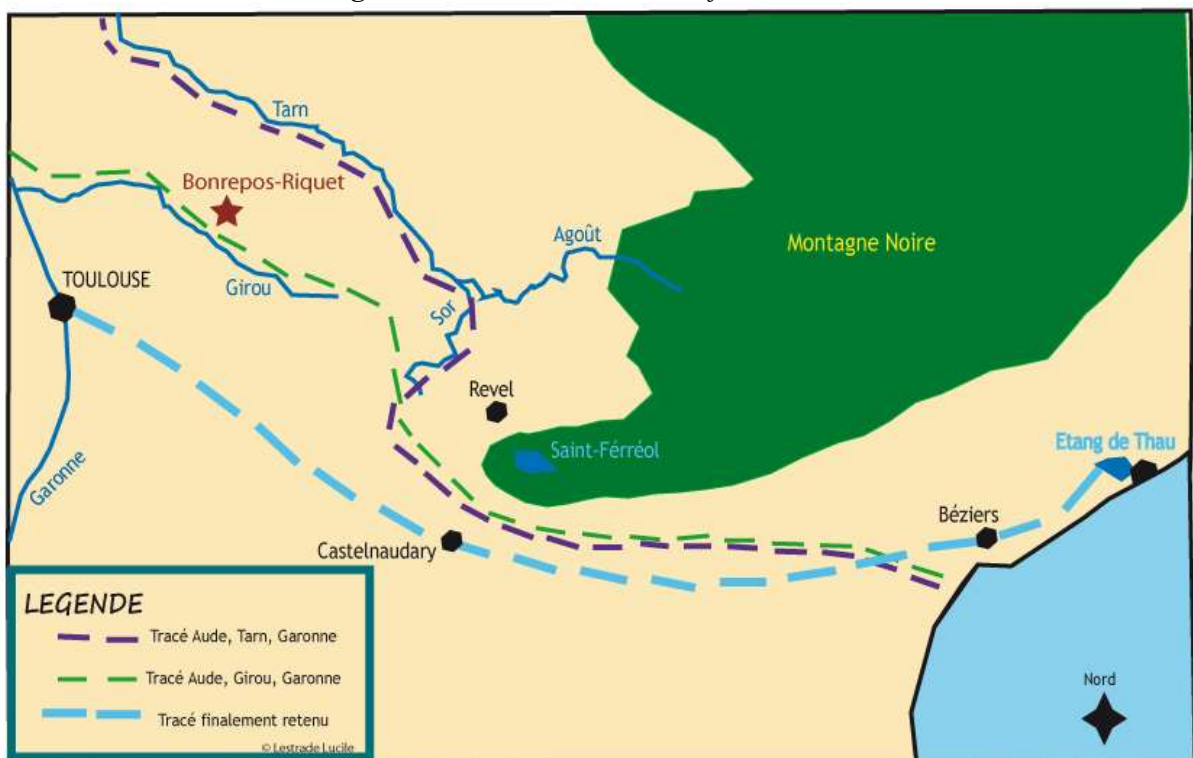 Tarn
Bonrepos-Riquet
Agoût
Montagne Noire
TOULOUSE
Girou
Sor
Revel
Saint-Férréol
Etang de Thau
Garonne
Béziers
Castelnaudary
LEGENDE
Tracé Aude, Tarn, Garonne
Tracé Aude, Girou, Garonne
Tracé finalement retenu
© Lestrade Lucile
Nord